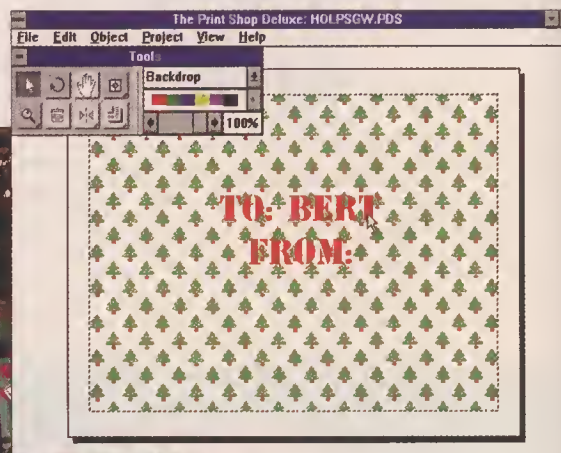 The Print Shop Deluxe: HOLPSGW.PDS
File Edit Object Project View Help
Tools
Backdrop
100%
TO: BERT
FROM: